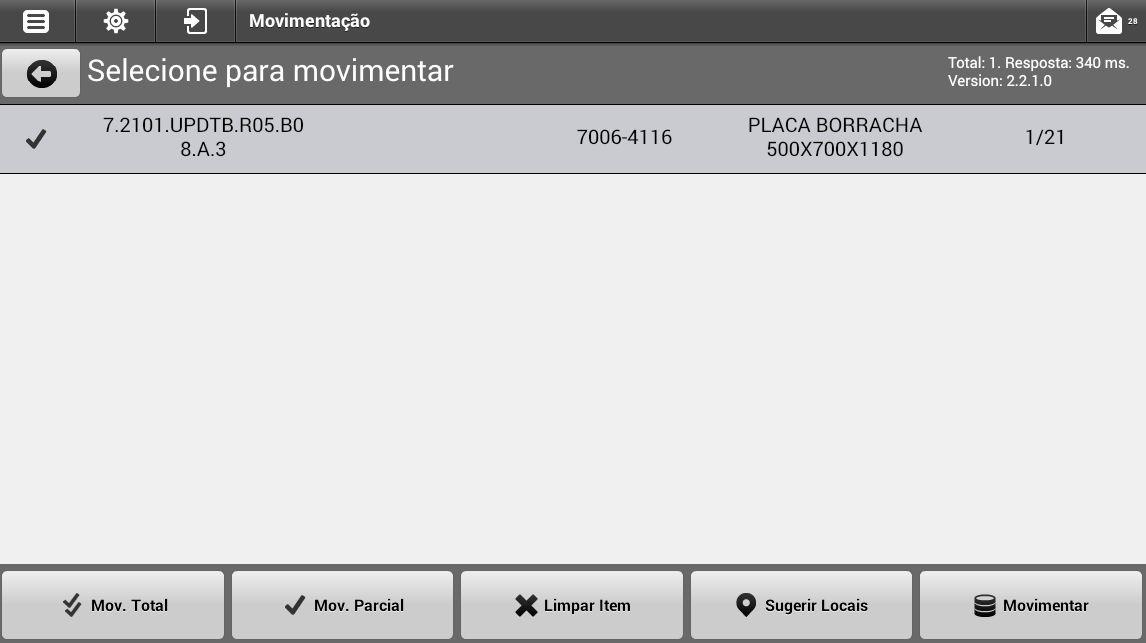 Movimentação
28
Selecione para movimentar
Total: 1. Resposta: 340 ms.
Version: 2.2.1.0
7.2101.UPDTB.R05.B0
8.A.3
7006-4116
PLACA BORRACHA
500X700X1180
1/21
Mov. Total
Mov. Parcial
Limpar Item
Sugerir Locais
Movimentar